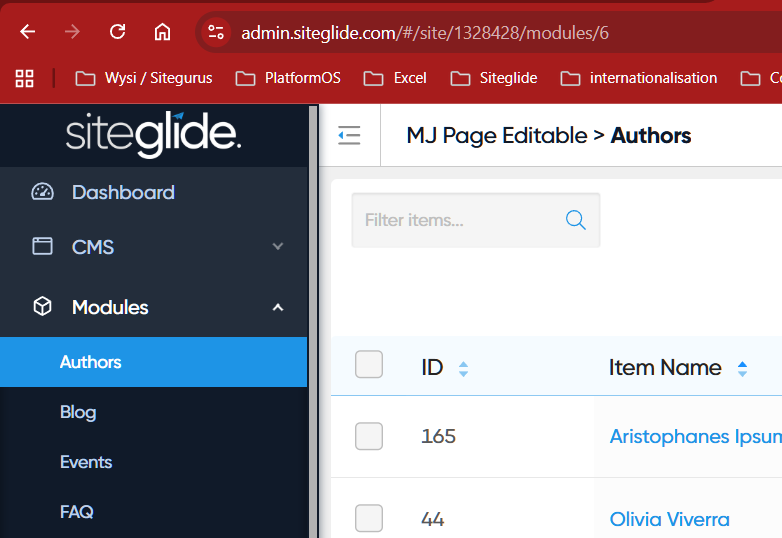 admin.siteglide.com/#/site/1328428/modules/6
Wysi / Sitegurus PlatformOS Excel Siteglide internationalisation
siteglide.
MJ Page Editable > Authors
Dashboard
Filter items...
CMS
Modules
Authors
ID Item Name
Blog
165 Aristophanes
Events
FAQ
44 Olivia Viverra